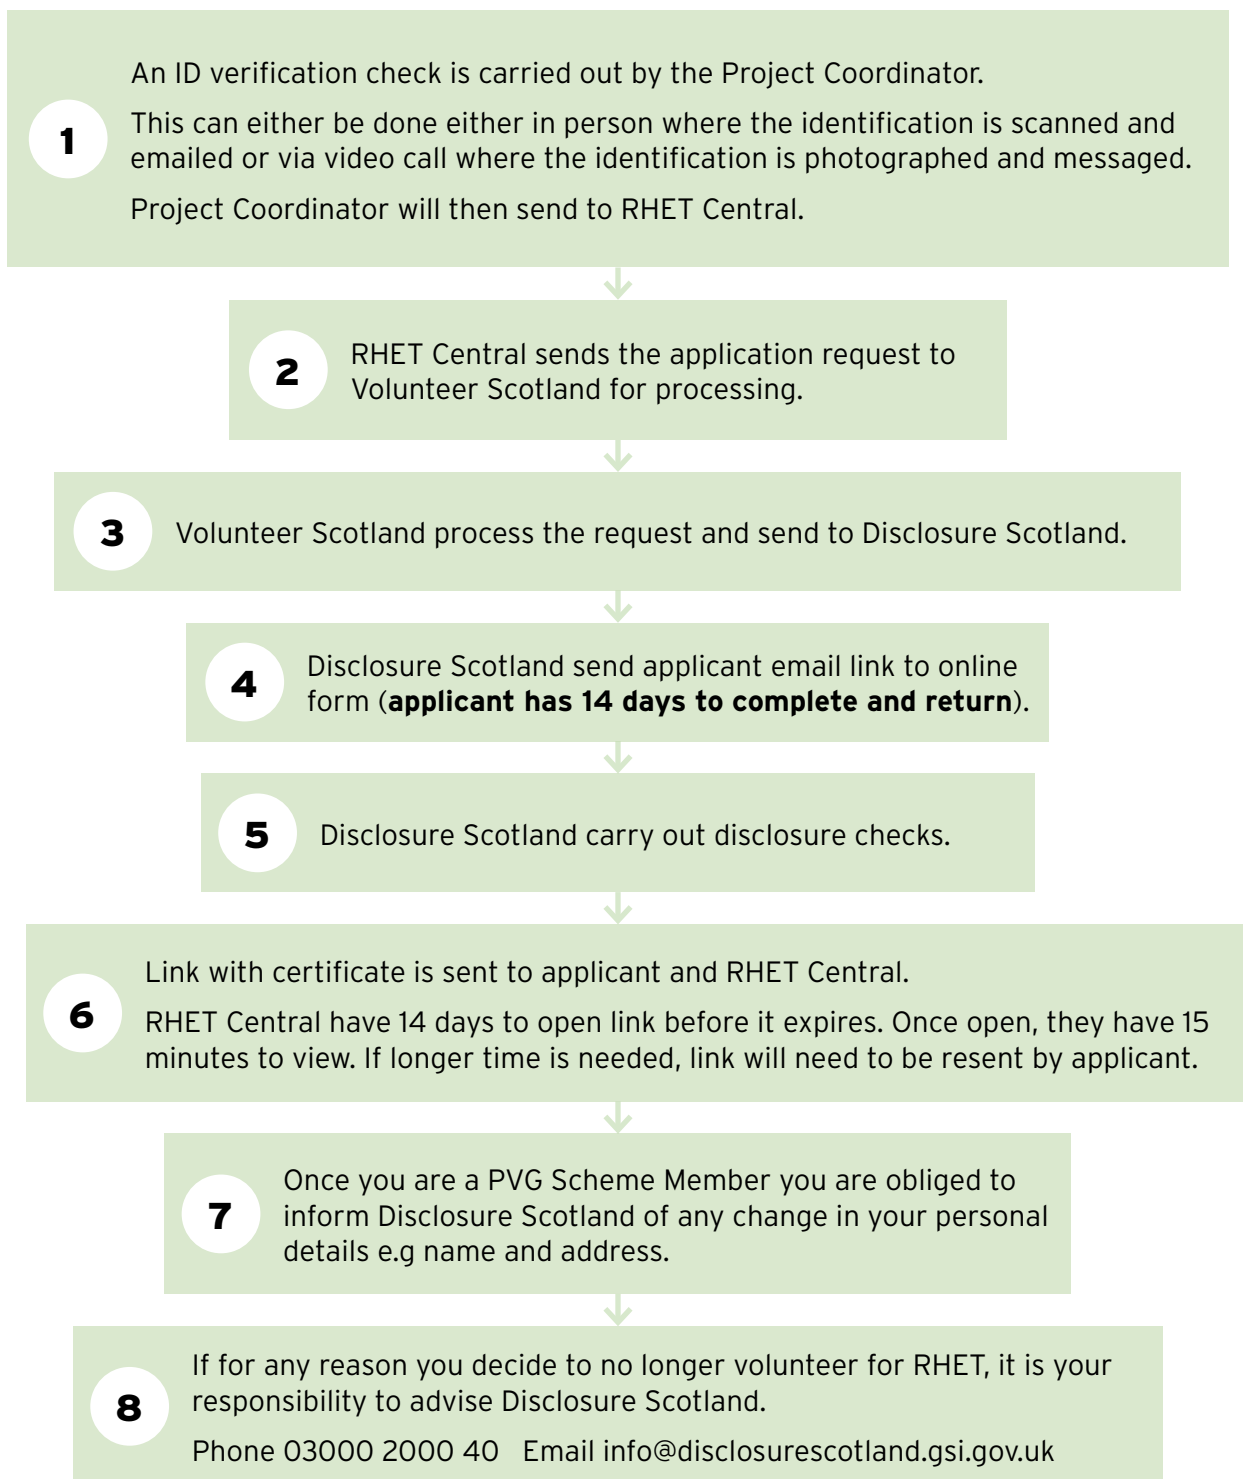 An ID verification check is carried out by the Project Coordinator.
1
This can either be done either in person where the identification is scanned and
emailed or via video call where the identification is photographed and messaged.
Project Coordinator will then send to RHET Central.
2
RHET Central sends the application request to
Volunteer Scotland for processing.
3
Volunteer Scotland process the request and send to Disclosure Scotland.
4
Disclosure Scotland send applicant email link to online
form (applicant has 14 days to complete and return).
5
Disclosure Scotland carry out disclosure checks.
6
Link with certificate is sent to applicant and RHET Central.
RHET Central have 14 days to open link before it expires. Once open, they have 15
minutes to view. If longer time is needed, link will need to be resent by applicant.
7
Once you are a PVG Scheme Member you are obliged to
inform Disclosure Scotland of any change in your personal
details e.g name and address.
8
If for any reason you decide to no longer volunteer for RHET, it is your
responsibility to advise Disclosure Scotland.
Phone 03000 2000 40 Email info@disclosurescotland.gsi.gov.uk